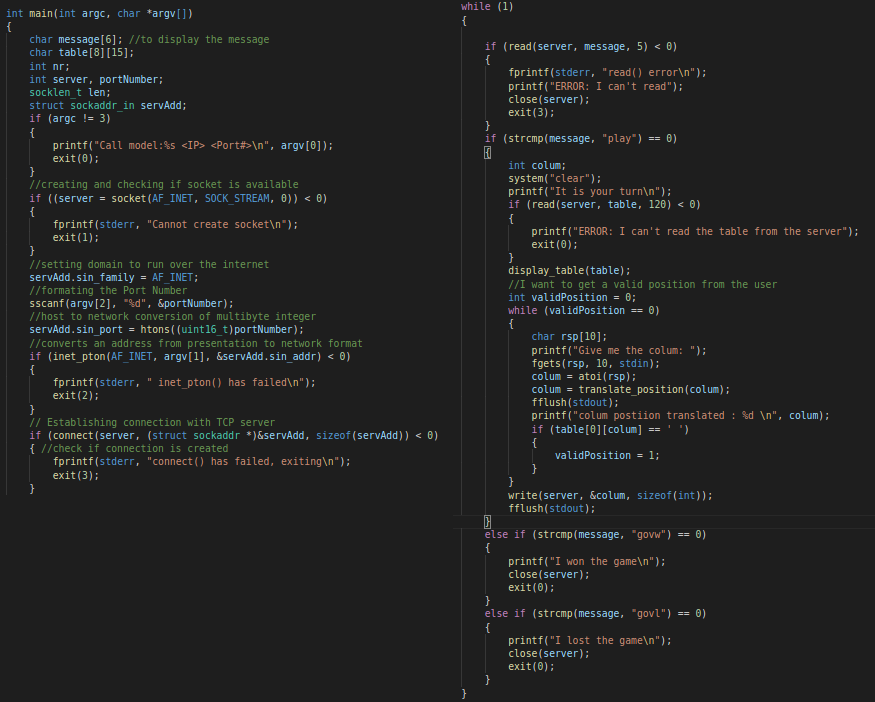 int main(int argc, char *argv[])
{
    char message[6]; //to display the message
    char table[8][15];
    int nr;
    int server, portNumber;
    socklen_t len;
    struct sockaddr_in servAdd;
    if (argc != 3)
    {
        printf("Call model:%s <IP> <Port#>\n", argv[0]);
        exit(0);
    }
    //creating and checking if socket is available
    if ((server = socket(AF_INET, SOCK_STREAM, 0)) < 0)
    {
        fprintf(stderr, "Cannot create socket\n");
        exit(1);
    }
    //setting domain to run over the internet
    servAdd.sin_family = AF_INET;
    //formating the Port Number
    sscanf(argv[2], "%d", &portNumber);
    //host to network conversion of multibyte integer
    servAdd.sin_port = htons((uint16_t)portNumber);
    //converts an address from presentation to network format
    if (inet_pton(AF_INET, argv[1], &servAdd.sin_addr) < 0)
    {
        fprintf(stderr, " inet_pton() has failed\n");
        exit(2);
    }
    // Establishing connection with TCP server
    if (connect(server, (struct sockaddr *)&servAdd, sizeof(servAdd)) < 0)
    { //check if connection is created
        fprintf(stderr, "connect() has failed, exiting\n");
        exit(3);
    }
while (1)
{
    if (read(server, message, 5) < 0)
    {
        fprintf(stderr, "read() error\n");
        printf("ERROR: I can't read");
        close(server);
        exit(3);
    }
    if (strcmp(message, "play") == 0)
    {
        int colum;
        system("clear");
        printf("It is your turn\n");
        if (read(server, table, 120) < 0)
        {
            printf("ERROR: I can't read the table from the server");
            exit(0);
        }
        display_table(table);
        //I want to get a valid position from the user
        int validPosition = 0;
        while (validPosition == 0)
        {
            char rsp[10];
            printf("Give me the colum: ");
            fgets(rsp, 10, stdin);
            colum = atoi(rsp);
            colum = translate_position(colum);
            fflush(stdout);
            printf("colum postiion translated : %d \n", colum);
            if (table[0][colum] == ' ')
            {
                validPosition = 1;
            }
        }
        write(server, &colum, sizeof(int));
        fflush(stdout);
    }
    else if (strcmp(message, "govw") == 0)
    {
        printf("I won the game\n");
        close(server);
        exit(0);
    }
    else if (strcmp(message, "govl") == 0)
    {
        printf("I lost the game\n");
        close(server);
        exit(0);
    }
}